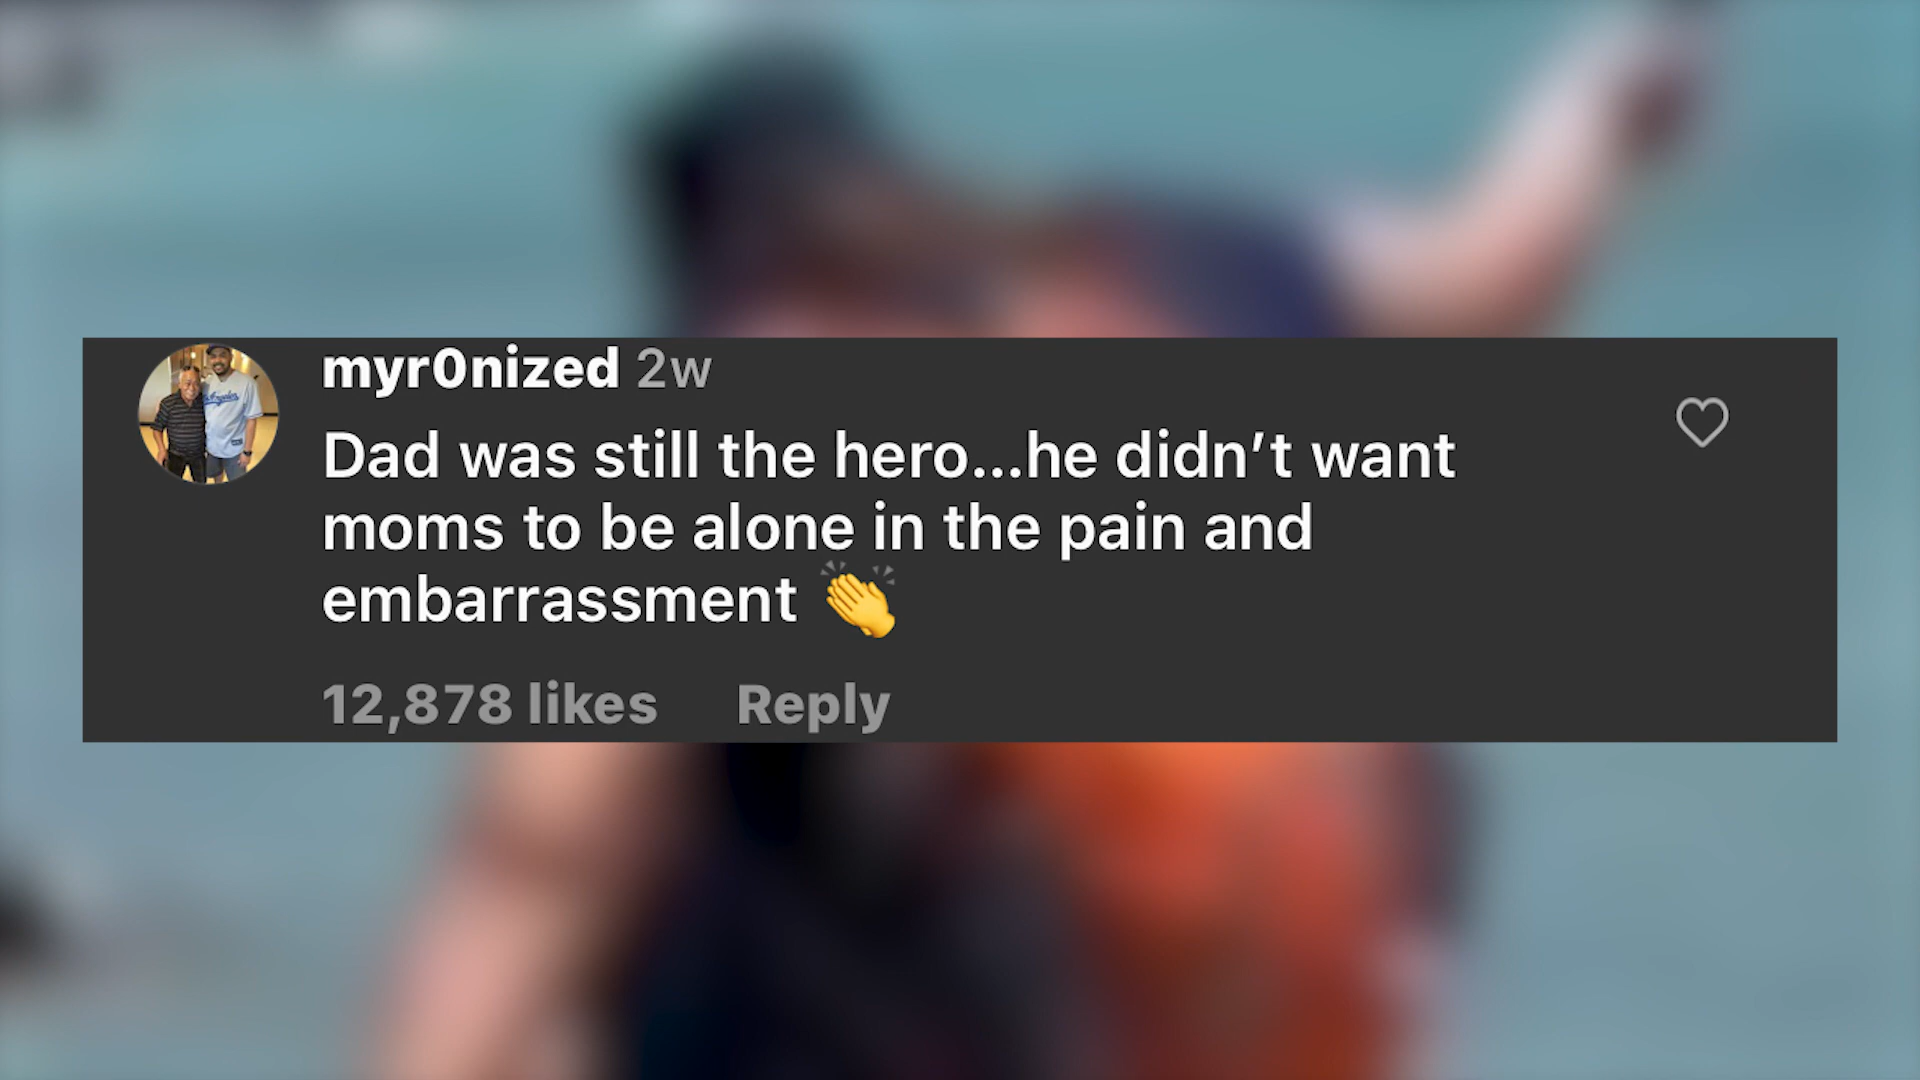 myr0nized 2w
Dad was still the hero...he didn’t want
moms to be alone in the pain and
embarrassment 👏
12,878 likes Reply